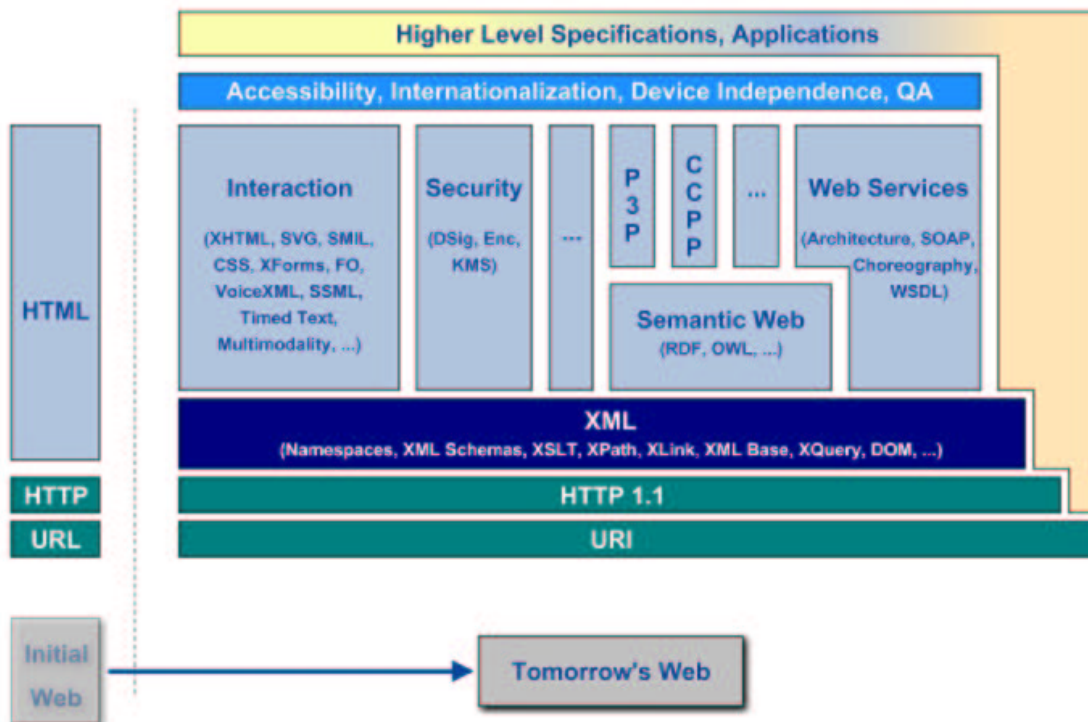 Higher Level Specifications, Applications
Accessibility, Internationalization, Device Independence, QA
HTML
HTTP
URL
Interaction
(XHTML, SVG, SMIL,
CSS, XForms, FO,
VoiceXML, SSML,
Timed Text,
Multimodality, ...)
Security
(DSig, Enc,
KMS)
...
P3P
CCPP
...
Web Services
(Architecture, SOAP,
Choreography,
WSDL)
Semantic Web
(RDF, OWL, ...)
XML
(Namespaces, XML Schemas, XSLT, XPath, XLink, XML Base, XQuery, DOM, ...)
HTTP 1.1
URI
Initial
Web
Tomorrow's Web